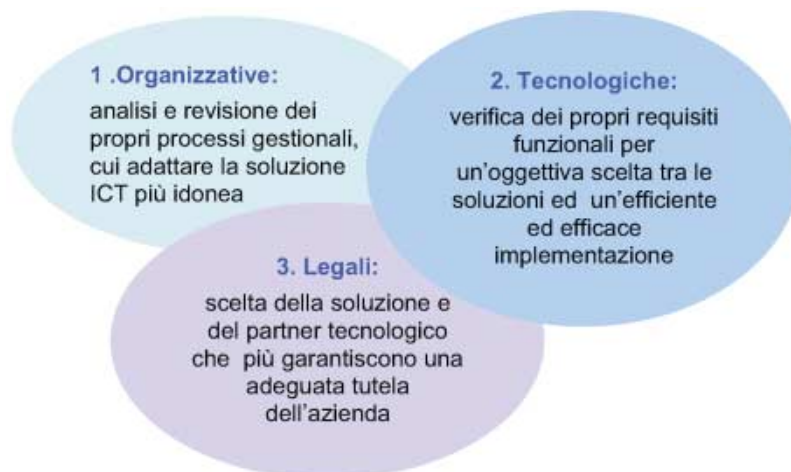 1 .Organizzative:
analisi e revisione dei
propri processi gestionali,
cui adattare la soluzione
ICT più idonea
2. Tecnologiche:
verifica dei propri requisiti
funzionali per
un'oggettiva scelta tra le
soluzioni ed un'efficiente
ed efficace
implementazione
3. Legali:
scelta della soluzione e
del partner tecnologico
che più garantiscono una
adeguata tutela
dell'azienda